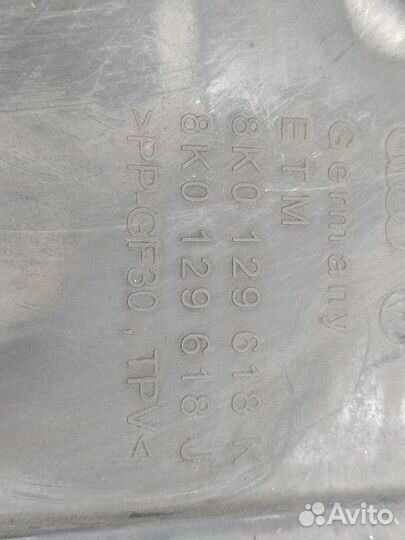 Germany
ETM
8K0 129 618 K
8K0 129 618 J
>PP-GF30, TPV<
Avito